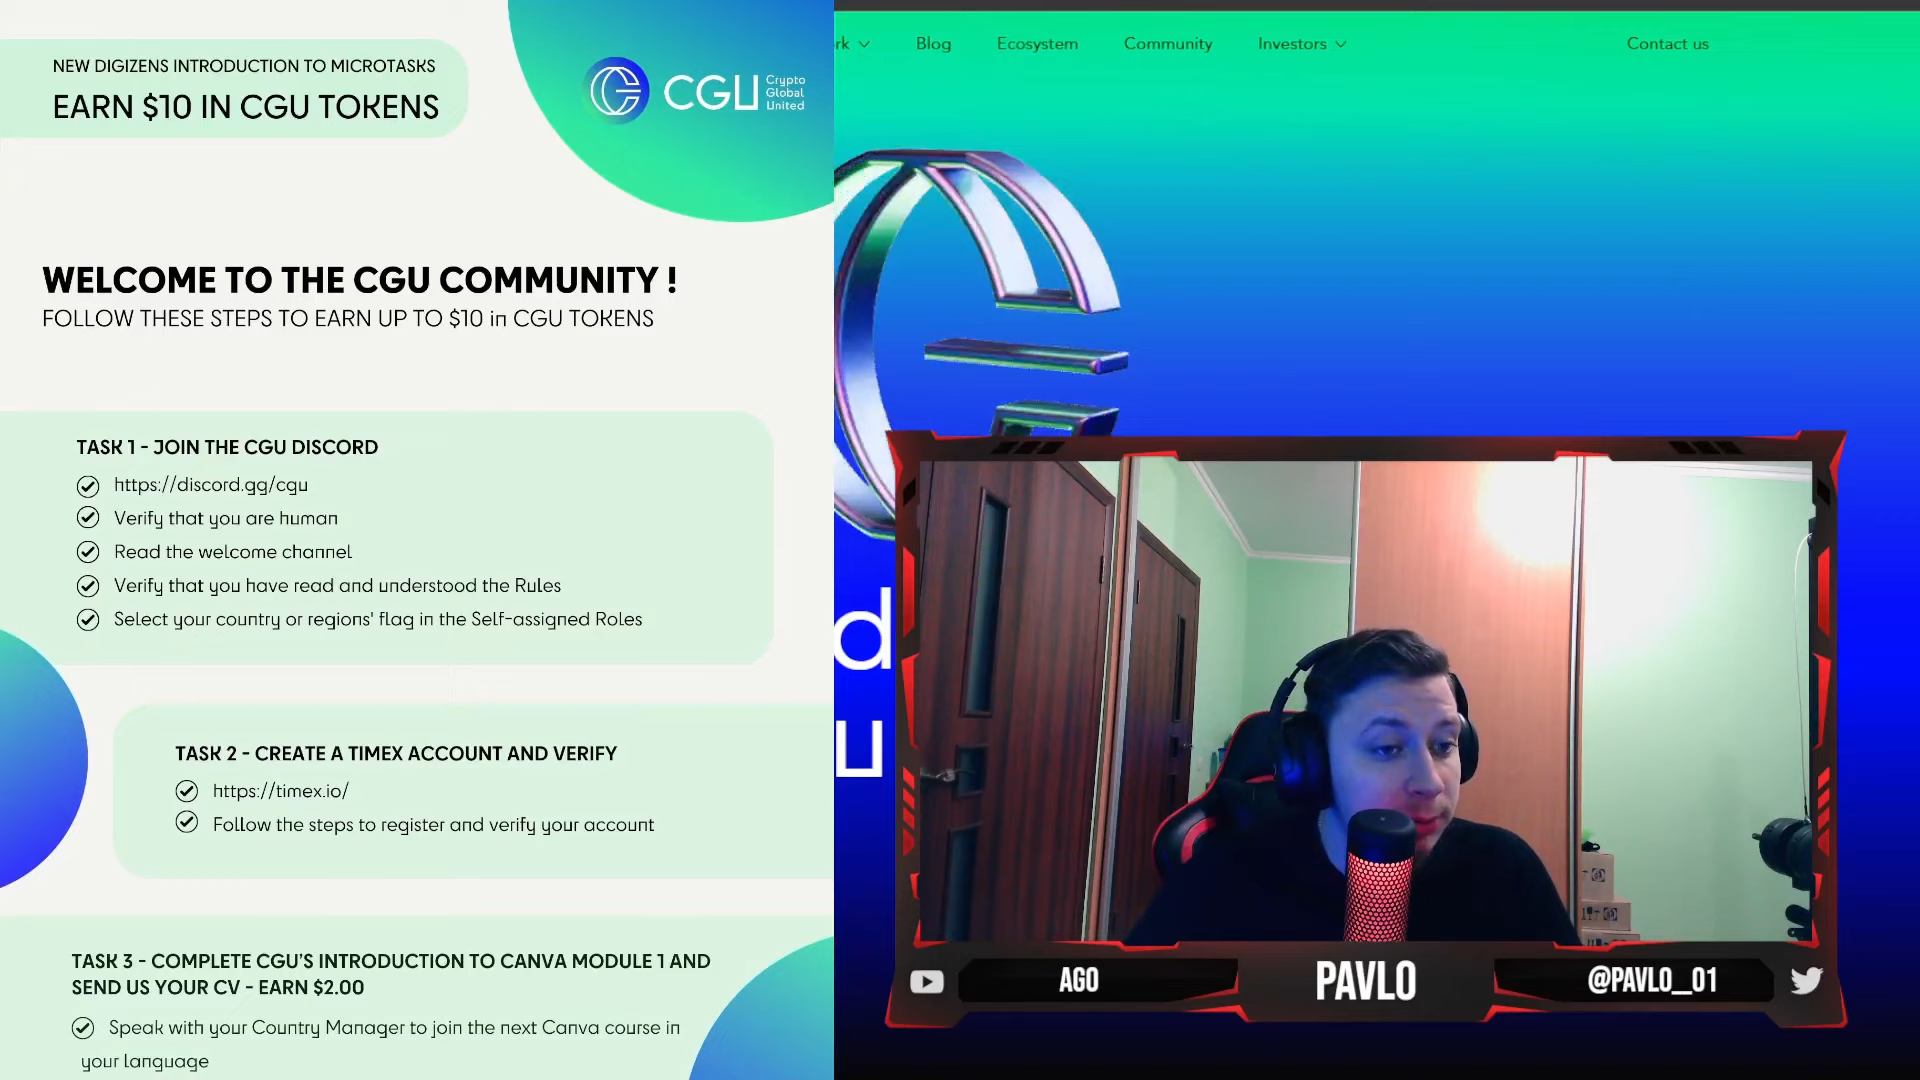 NEW DIGIZENS INTRODUCTION TO MICROTASKS
EARN $10 IN CGU TOKENS
CGU Crypto
Global
United
Blog
Ecosystem
Community
Investors
Contact us
WELCOME TO THE CGU COMMUNITY !
FOLLOW THESE STEPS TO EARN UP TO $10 in CGU TOKENS
TASK 1 - JOIN THE CGU DISCORD
https://discord.gg/cgu
Verify that you are human
Read the welcome channel
Verify that you have read and understood the Rules
Select your country or regions' flag in the Self-assigned Roles
TASK 2 - CREATE A TIMEX ACCOUNT AND VERIFY
https://timex.io/
Follow the steps to register and verify your account
TASK 3 - COMPLETE CGU'S INTRODUCTION TO CANVA MODULE 1 AND
SEND US YOUR CV - EARN $2.00
Speak with your Country Manager to join the next Canva course in
your language
AGO
PAVLO
@PAVLO_01